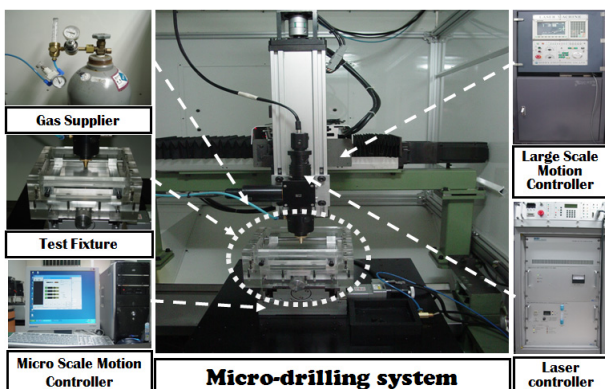 Gas Supplier
Test Fixture
Micro Scale Motion
Controller
Micro-drilling system
Large Scale
Motion
Controller
Laser
controller